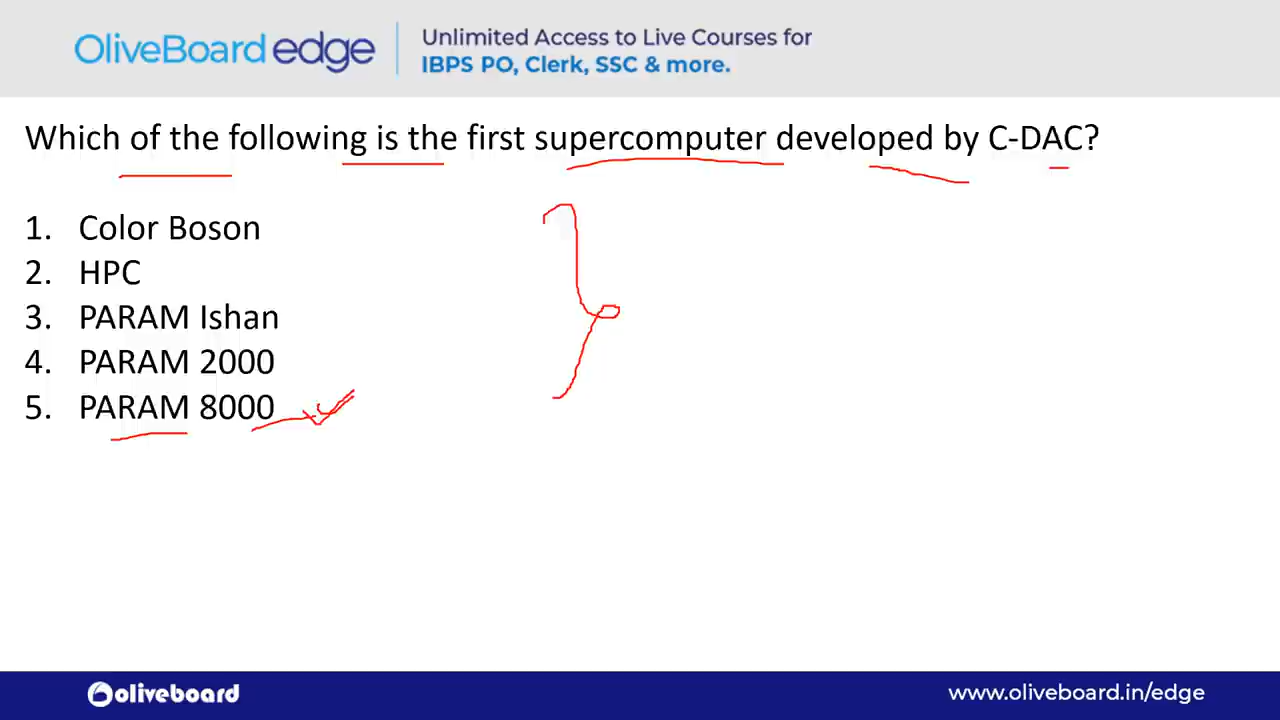 OliveBoard edge
Unlimited Access to Live Courses for
IBPS PO, Clerk, SSC & more.
Which of the following is the first supercomputer developed by C-DAC?
1. Color Boson
2. HPC
3. PARAM Ishan
4. PARAM 2000
5. PARAM 8000
oliveboard
www.oliveboard.in/edge